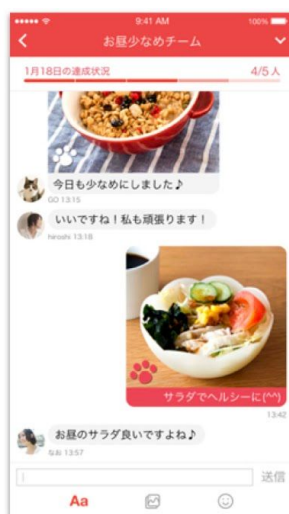 9:41 AM
100%
お昼少なめチーム
1月18日の達成状況
4/5人
今日も少なめにしました♪
GO 13:15
いいですね！私も頑張ります！
hiroshi 13:18
サラダでヘルシーに(^^)
13:42
お昼のサラダ良いですよね♪
なお 13:57
送信
Aa